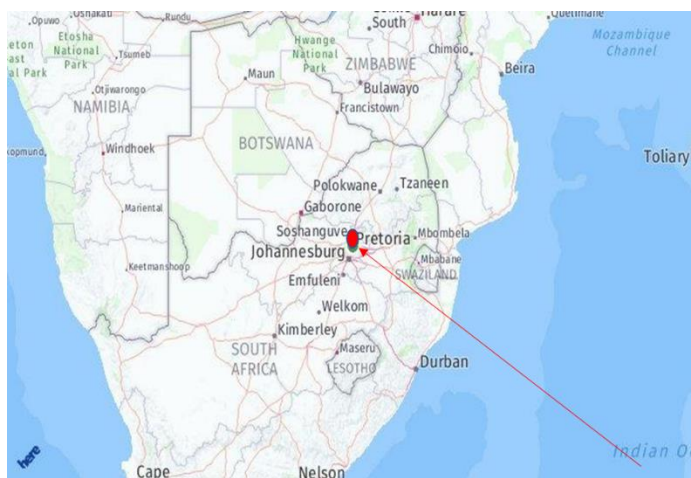 Oshakati
Rundu
Opuwo
Etosha
National
Park
Tsumeb
Hwange
National
Park
South
Harare
Quelimane
Mozambique
Channel
Chimoio
ZIMBABWE
Beira
Maun
Bulawayo
Otjiwarongo
NAMIBIA
Francistown
BOTSWANA
Windhoek
Toliary
Polokwane
Tzaneen
Mariental
Gaborone
Soshanguve
Pretoria
Mbombela
Johannesburg
Mbabane
Keetmanshoop
Emfuleni
SWAZILAND
Welkom
Kimberley
SOUTH
AFRICA
Maseru
LESOTHO
Durban
here
Indian Oc
Cape
Nelson